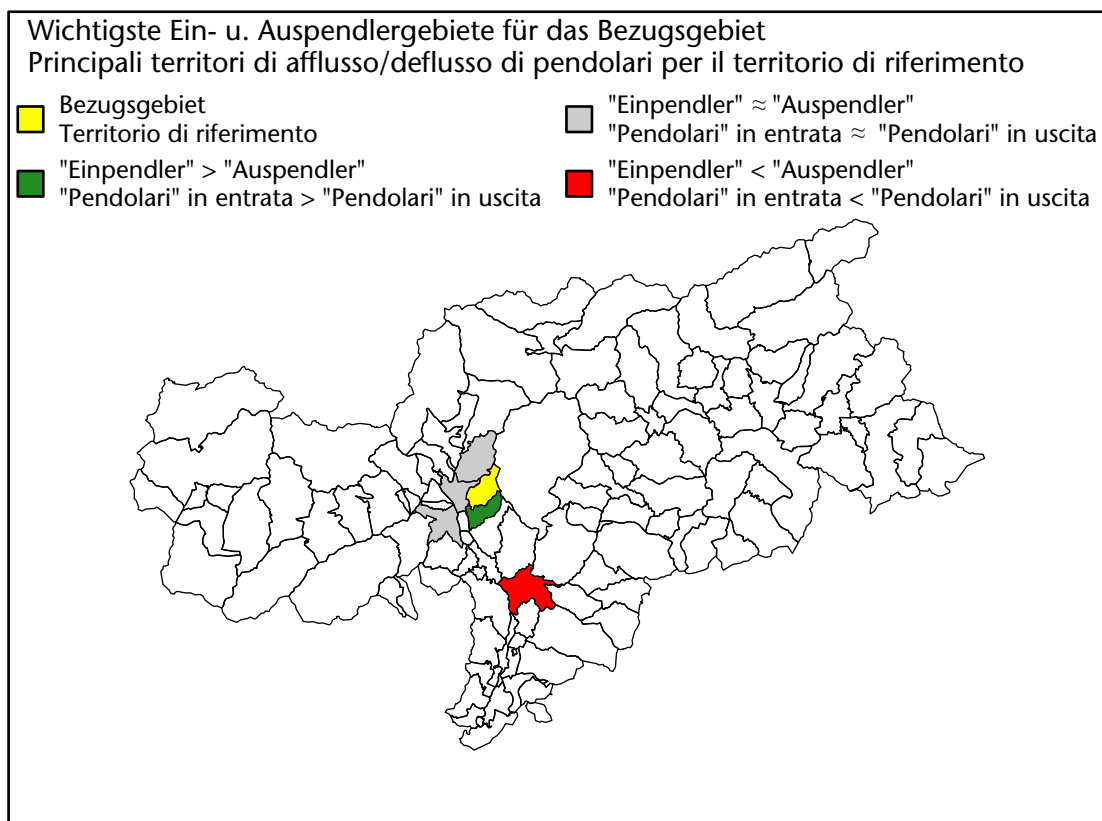 Wichtigste Ein- u. Auspendlergebiete für das Bezugsgebiet
Principali territori di afflusso/deflusso di pendolari per il territorio di riferimento
Bezugsgebiet
Territorio di riferimento
"Einpendler" > "Auspendler"
"Pendolari" in entrata > "Pendolari" in uscita
"Einpendler" ≈ "Auspendler"
"Pendolari" in entrata ≈ "Pendolari" in uscita
"Einpendler" < "Auspendler"
"Pendolari" in entrata < "Pendolari" in uscita